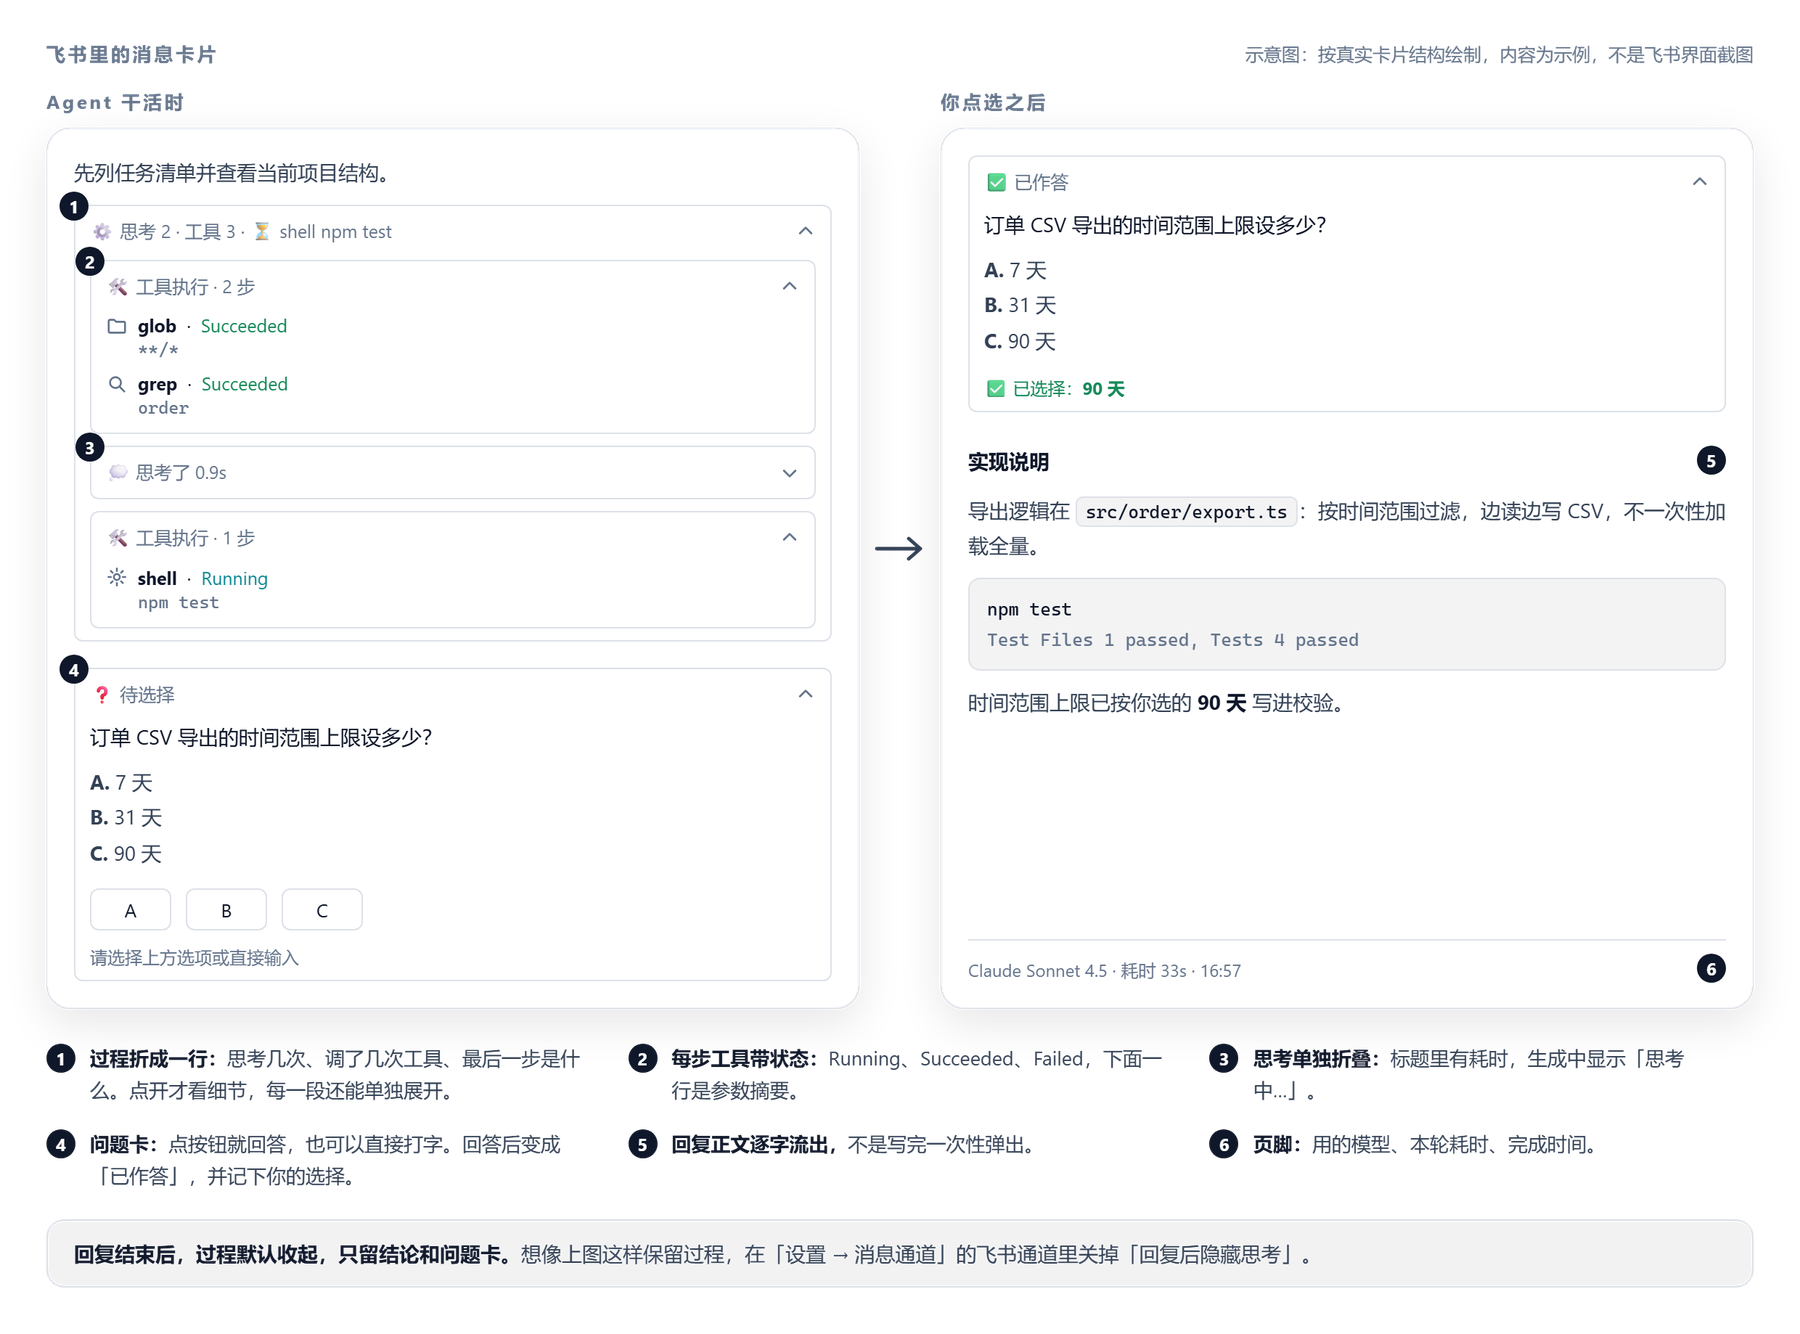 飞书里的消息卡片
示意图：按真实卡片结构绘制，内容为示例，不是飞书界面截图
Agent 干活时
先列任务清单并查看当前项目结构。
1
思考 2 · 工具 3 · ⏳ shell npm test
2
工具执行 · 2 步
glob · Succeeded
**/*
grep · Succeeded
order
3
思考了 0.9s
工具执行 · 1 步
shell · Running
npm test
4
❓ 待选择
订单 CSV 导出的时间范围上限设多少？
A. 7 天
B. 31 天
C. 90 天
A B C
请选择上方选项或直接输入
你点选之后
✅ 已作答
订单 CSV 导出的时间范围上限设多少？
A. 7 天
B. 31 天
C. 90 天
✅ 已选择：90 天
实现说明
5
导出逻辑在 src/order/export.ts ：按时间范围过滤，边读边写 CSV，不一次性加
载全量。
npm test
Test Files 1 passed, Tests 4 passed
时间范围上限已按你选的 90 天 写进校验。
Claude Sonnet 4.5 · 耗时 33s · 16:57
6
1 过程折成一行：思考几次、调了几次工具、最后一步是什
么。点开才看细节，每一段还能单独展开。
2 每步工具带状态：Running、Succeeded、Failed，下面一
行是参数摘要。
3 思考单独折叠：标题里有耗时，生成中显示「思考
中...」。
4 问题卡：点按钮就回答，也可以直接打字。回答后变成
「已作答」，并记下你的选择。
5 回复正文逐字流出，不是写完一次性弹出。
6 页脚：用的模型、本轮耗时、完成时间。
回复结束后，过程默认收起，只留结论和问题卡。想像上图这样保留过程，在「设置 → 消息通道」的飞书通道里关掉「回复后隐藏思考」。